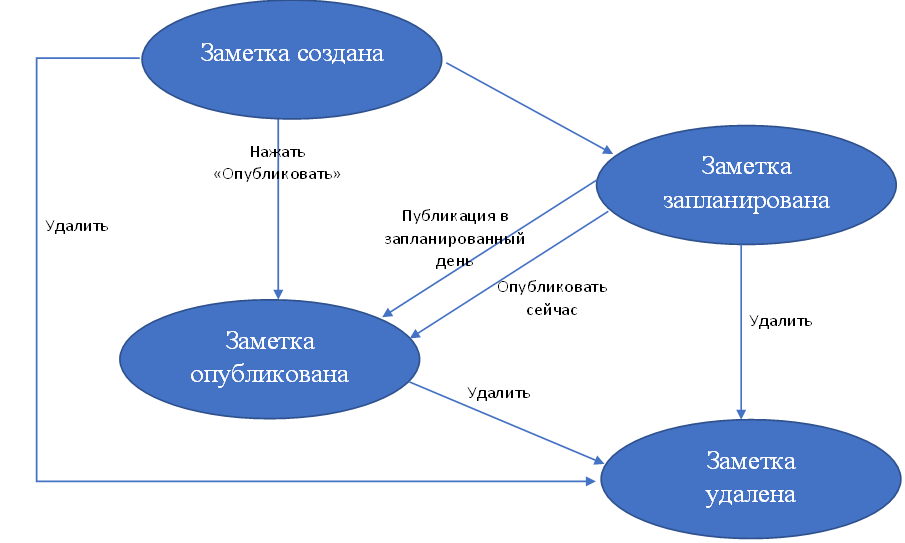 Заметка создана
Нажать
«Опубликовать»
Заметка
запланирована
Удалить
Публикация в
запланированный
день
Опубликовать
сейчас
Удалить
Заметка
опубликована
Удалить
Заметка
удалена